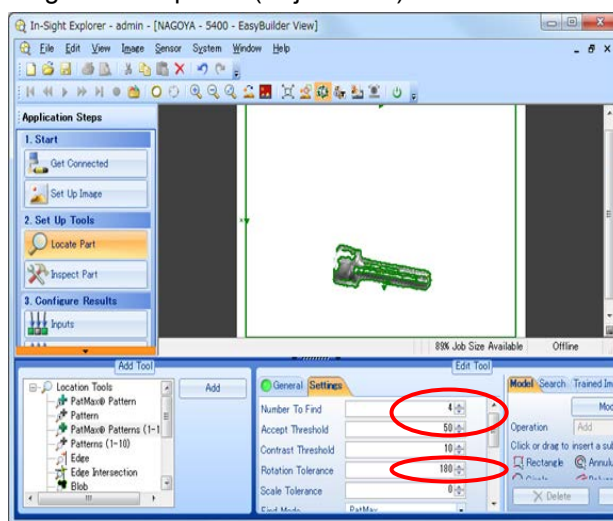 In-Sight Explorer - admin - [NAGOYA - 5400 - EasyBuilder View]
File Edit View Image Sensor System Window Help
Application Steps
1. Start
Get Connected
Set Up Image
2. Set Up Tools
Locate Part
Inspect Part
3. Configure Results
Inputs
89% Job Size Available Offline
Add Tool
Edit Tool
Location Tools
PatMax® Pattern
Pattern
PatMax® Patterns (1-1
Patterns (1-10)
Edge
Edge Intersection
Blob
Add
General Settings
Number To Find 4
Accept Threshold 50
Contrast Threshold 10
Rotation Tolerance 180
Scale Tolerance 0
Find Mode PatMax
Model Search Trained Im
Mod
Operation Add
Click or drag to insert a sul
Rectangle Annulu
Delete